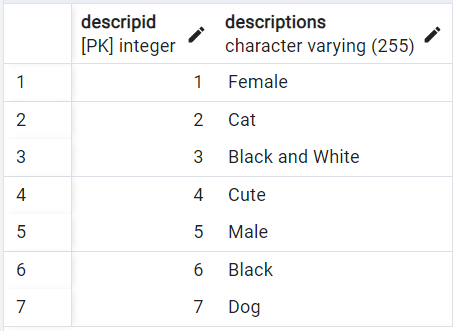 descripid descriptions
[PK] integer character varying (255)
1 1 Female
2 2 Cat
3 3 Black and White
4 4 Cute
5 5 Male
6 6 Black
7 7 Dog